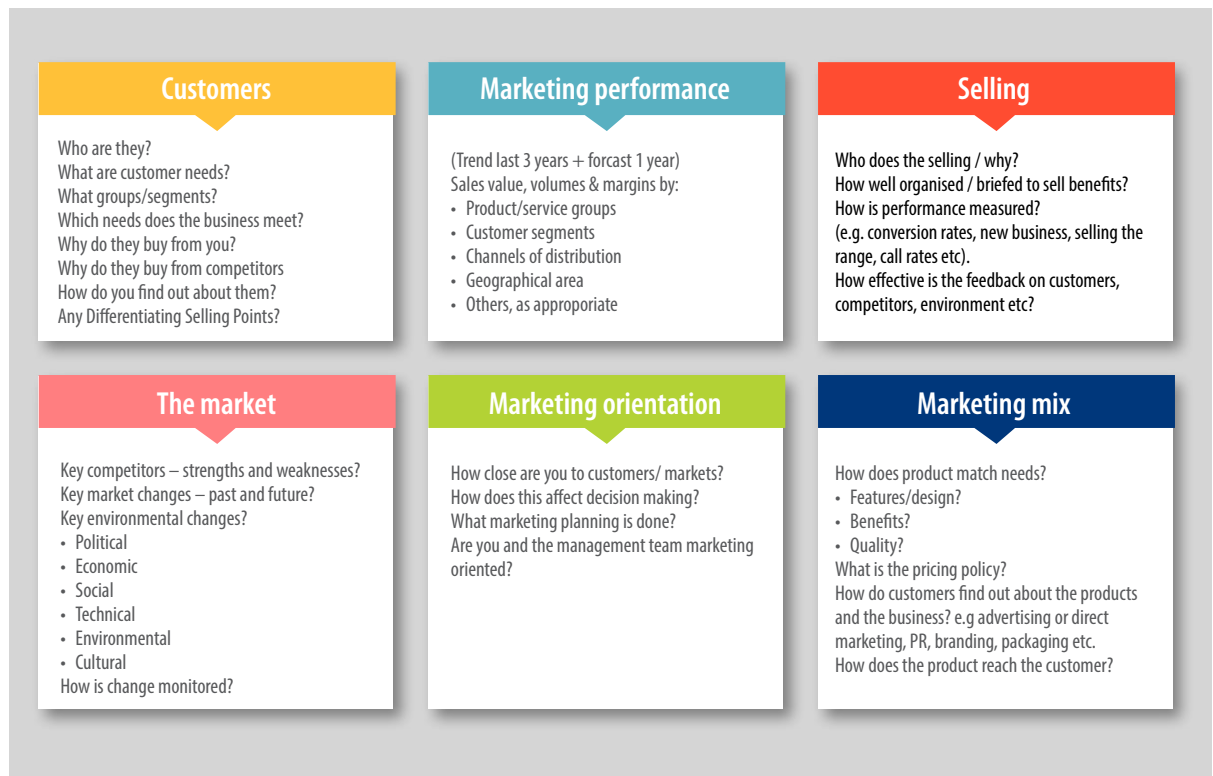 Customers
Who are they?
What are customer needs?
What groups/segments?
Which needs does the business meet?
Why do they buy from you?
Why do they buy from competitors
How do you find out about them?
Any Differentiating Selling Points?
Marketing performance
(Trend last 3 years + forcast 1 year)
Sales value, volumes & margins by:
• Product/service groups
• Customer segments
• Channels of distribution
• Geographical area
• Others, as approporiate
Selling
Who does the selling / why?
How well organised / briefed to sell benefits?
How is performance measured?
(e.g. conversion rates, new business, selling the
range, call rates etc).
How effective is the feedback on customers,
competitors, environment etc?
The market
Key competitors – strengths and weaknesses?
Key market changes – past and future?
Key environmental changes?
• Political
• Economic
• Social
• Technical
• Environmental
• Cultural
How is change monitored?
Marketing orientation
How close are you to customers/ markets?
How does this affect decision making?
What marketing planning is done?
Are you and the management team marketing
oriented?
Marketing mix
How does product match needs?
• Features/design?
• Benefits?
• Quality?
What is the pricing policy?
How do customers find out about the products
and the business? e.g advertising or direct
marketing, PR, branding, packaging etc.
How does the product reach the customer?